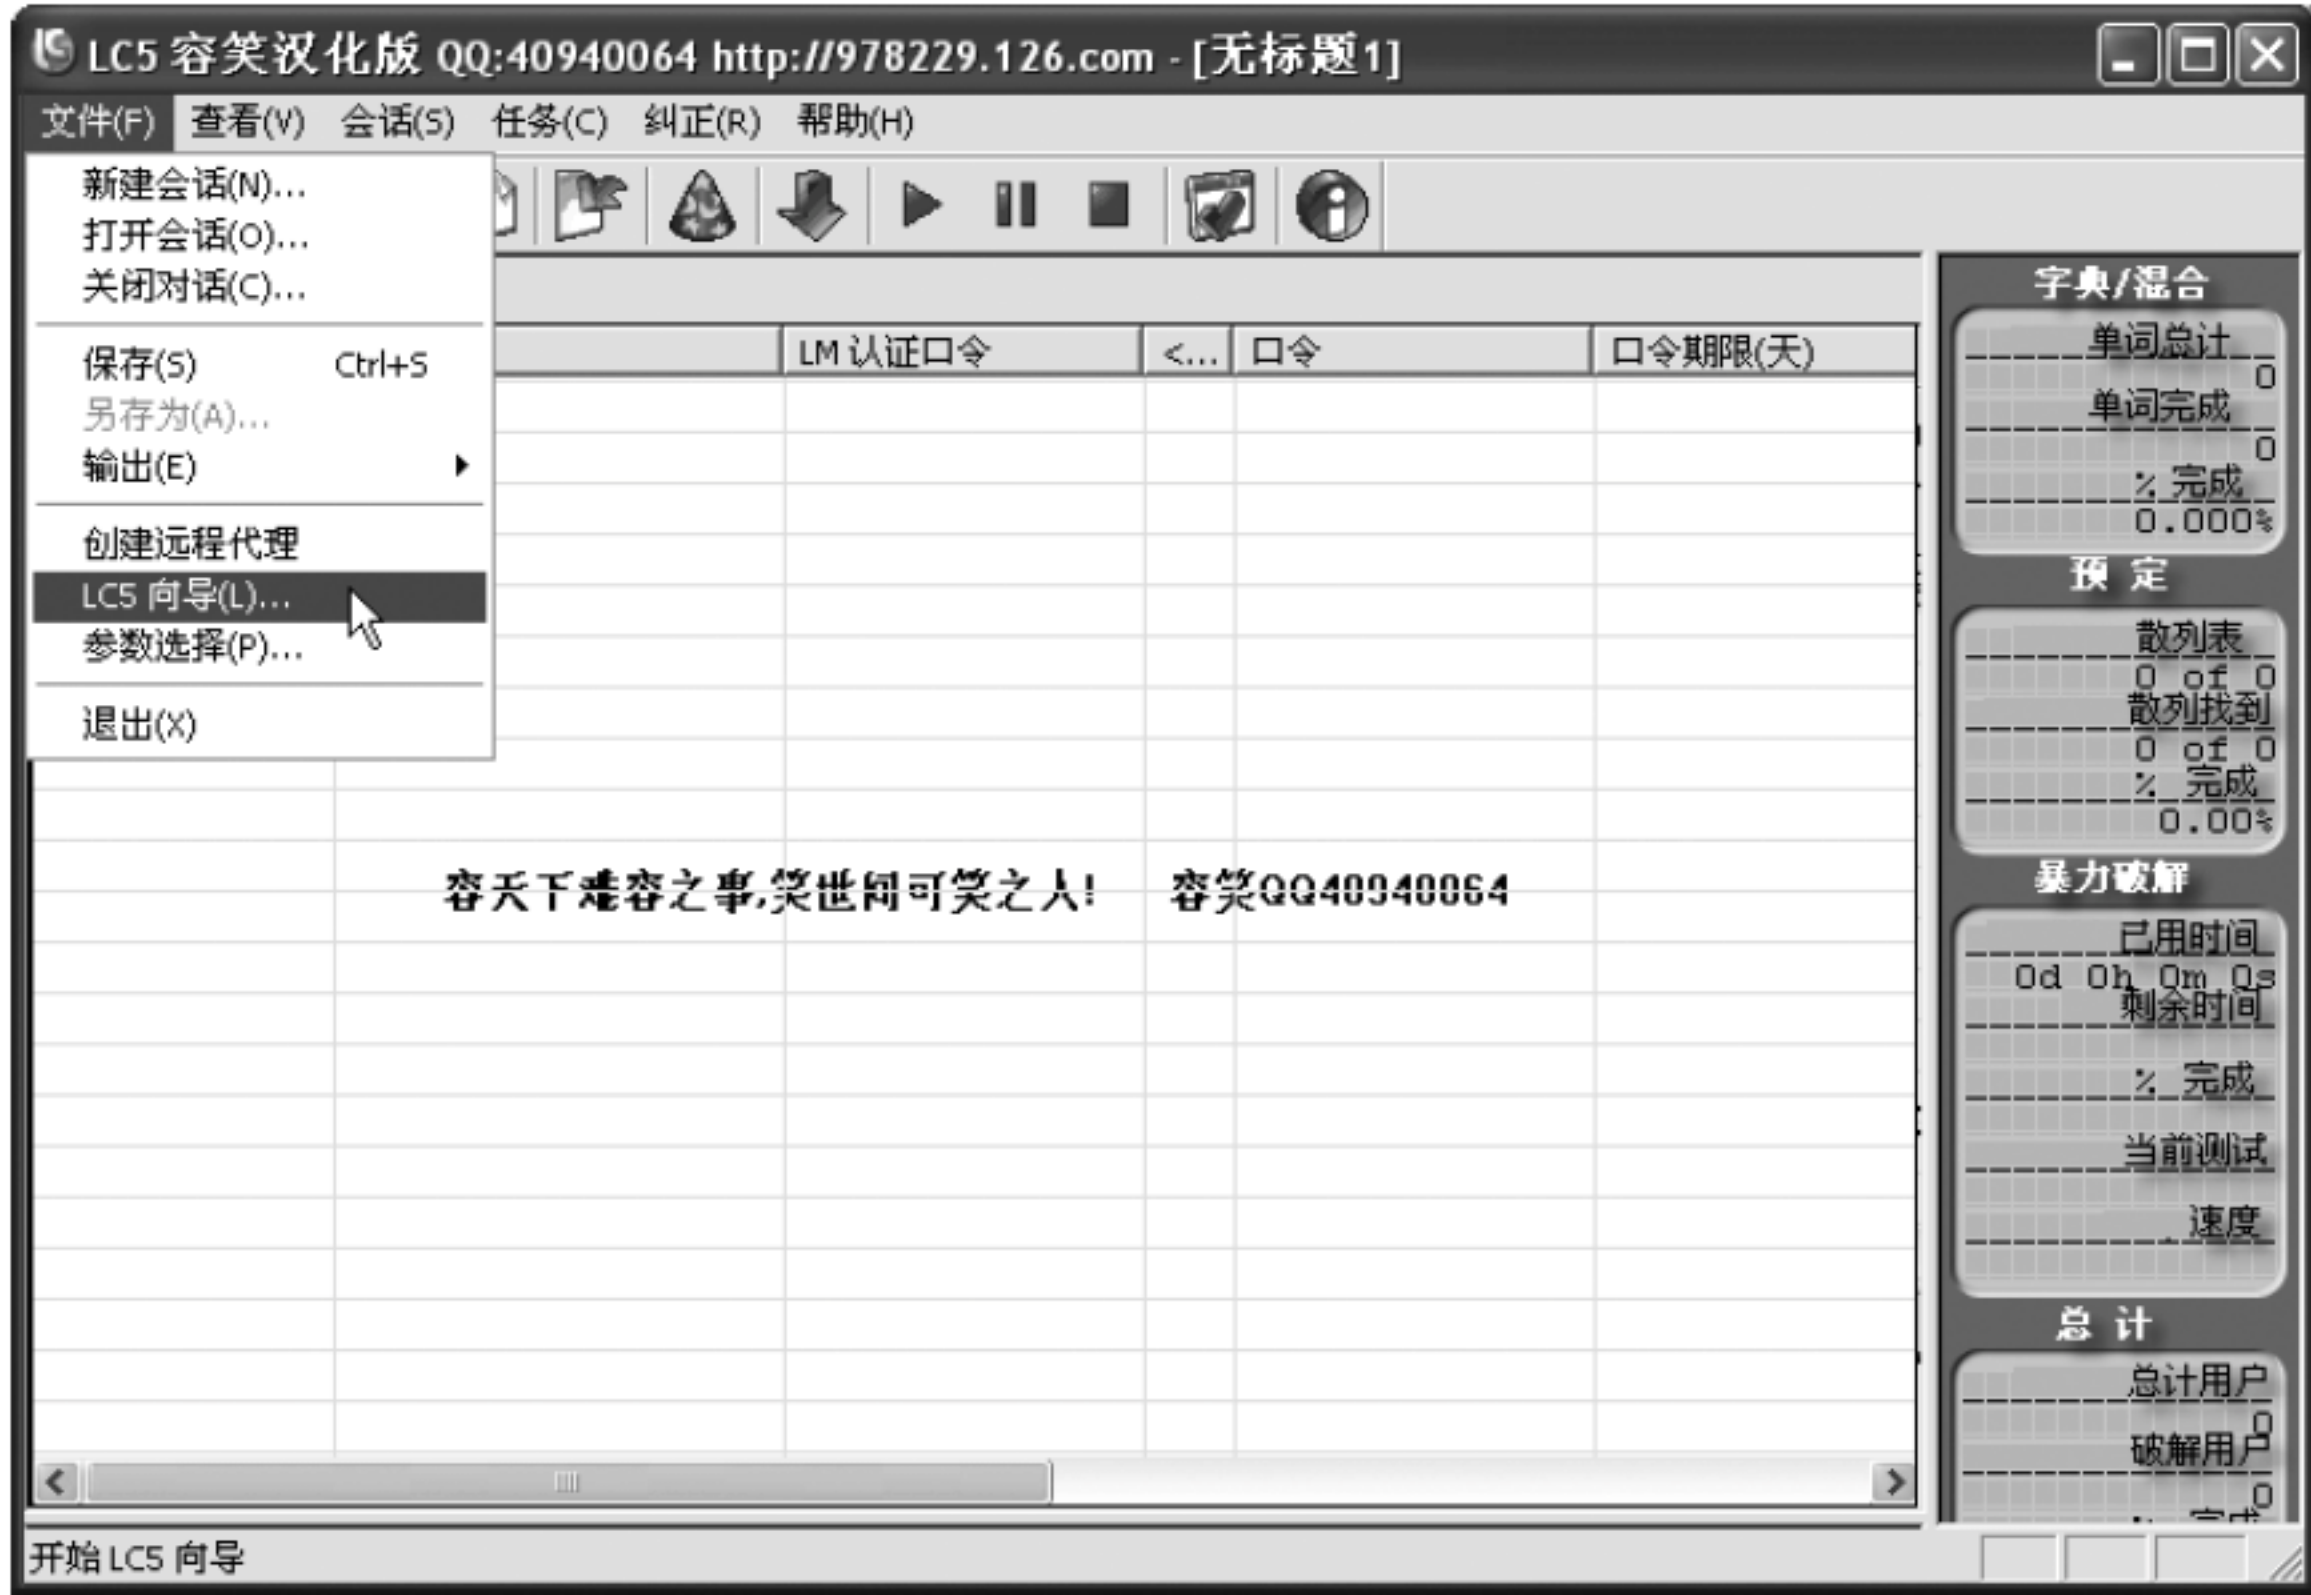 LC5 容笑汉化版 QQ:40940064 http://978229.126.com - [无标题1]
文件(F) 查看(V) 会话(S) 任务(C) 纠正(R) 帮助(H)
新建会话(N)...
打开会话(O)...
关闭对话(C)...
保存(S) Ctrl+S
另存为(A)...
输出(E)
创建远程代理
LC5 向导(L)...
参数选择(P)...
退出(X)
LM 认证口令 <... 口令 口令期限(天)
容天下难容之事,笑世间可笑之人! 容笑QQ40940064
字典/混合
单词总计
0
单词完成
0
% 完成
0.000%
预 定
散列表
0 of 0
散列找到
0 of 0
% 完成
0.00%
暴力破解
已用时间
0d 0h 0m 0s
剩余时间
% 完成
当前测试
速度
总 计
总计用户
0
破解用户
0
% 完成
开始 LC5 向导